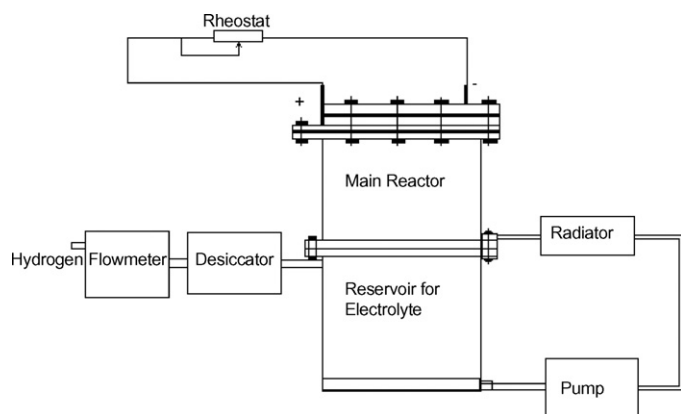 Rheostat
+
-
Main Reactor
Hydrogen
Flowmeter
Desiccator
Radiator
Reservoir for
Electrolyte
Pump